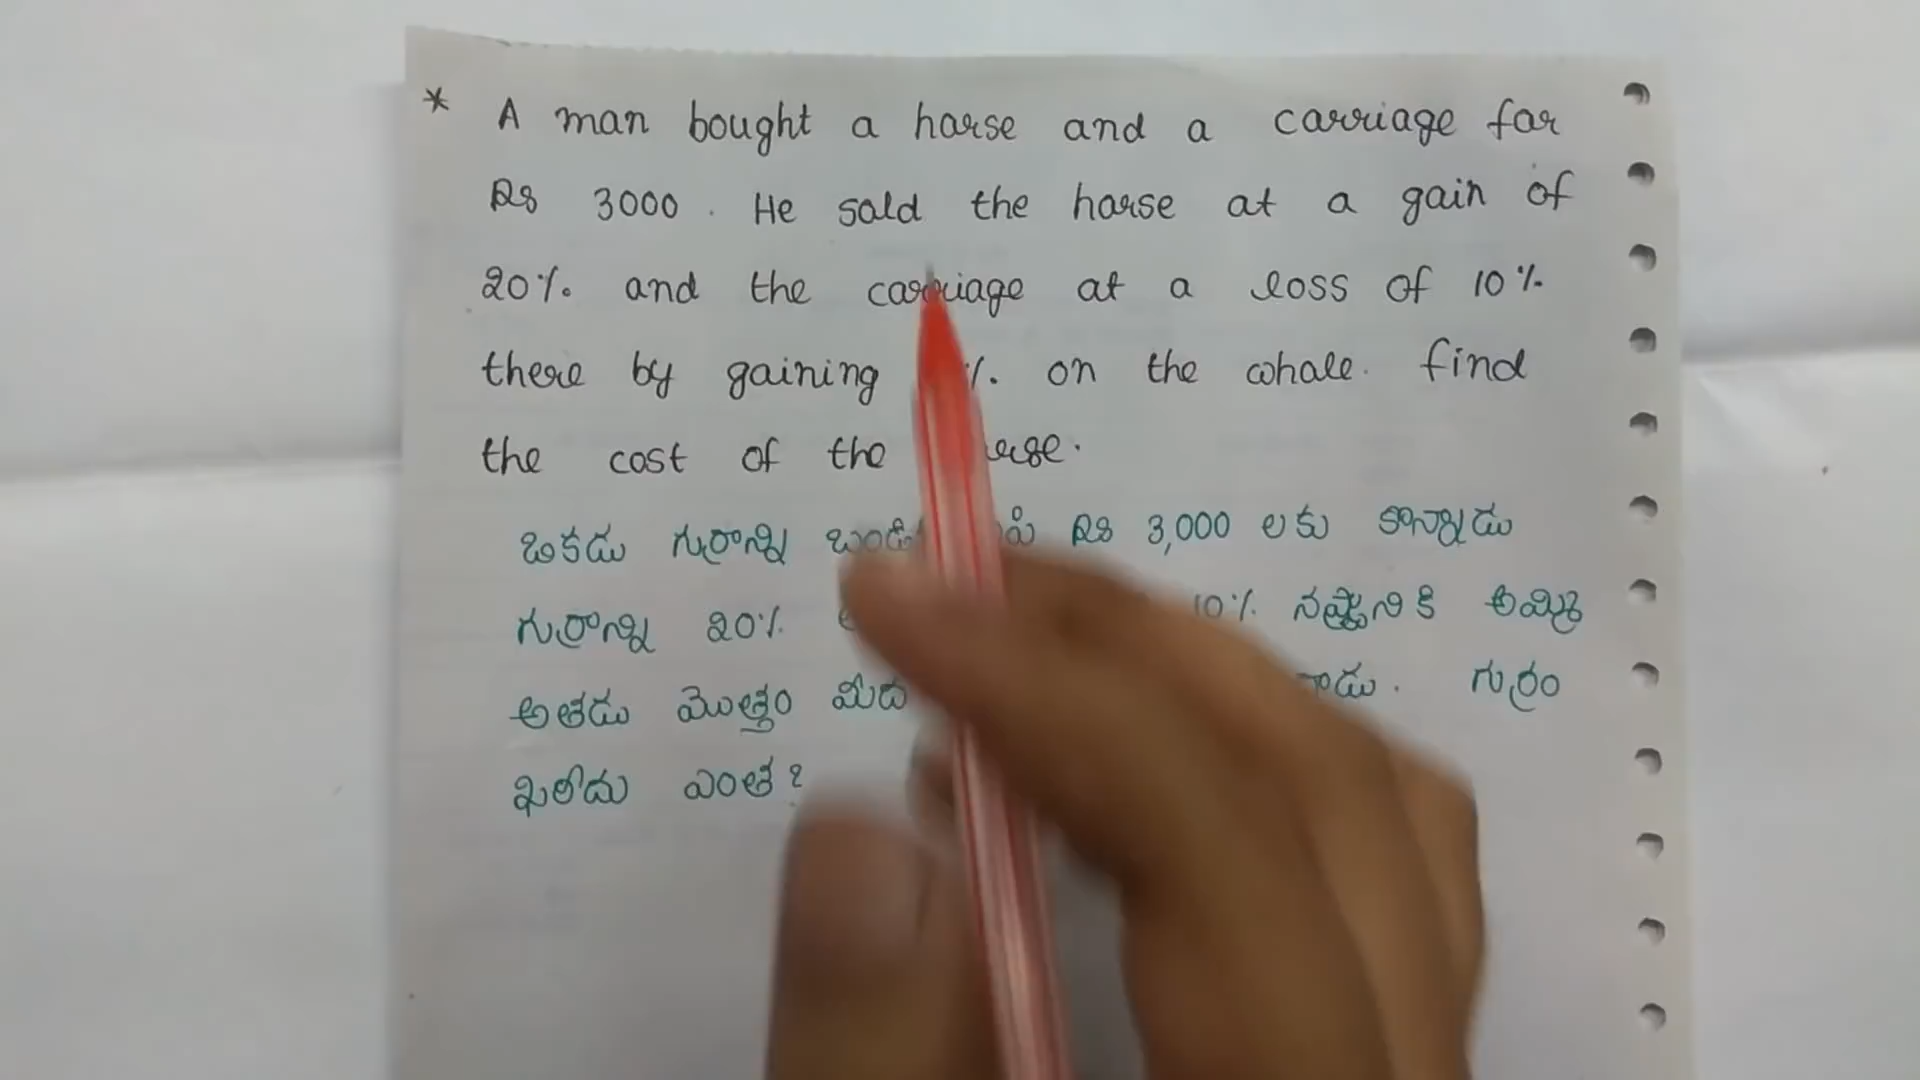 * A man bought a horse and a carriage for
Rs 3000. He sold the horse at a gain of
20% and the carriage at a loss of 10%
there by gaining % on the whole. find
the cost of the
ఒకడు గుర్రాన్ని Rs 3,000 లకు కొన్నాడు
గుర్రాన్ని 20% 10% నష్టానికి అమ్మి
అతడు మొత్తం మీద గుర్రం
ఖరీదు ఎంత?